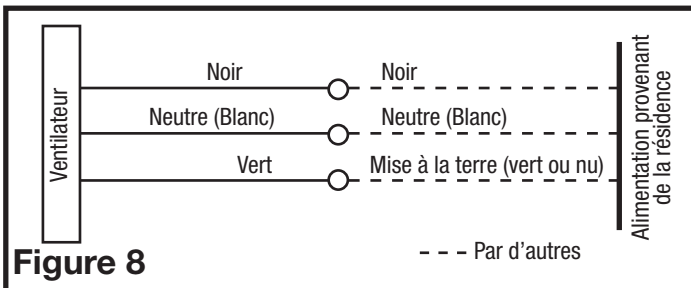 Ventilateur
Noir
Noir
Neutre (Blanc)
Neutre (Blanc)
Vert
Mise à la terre (vert ou nu)
Alimentation provenant
de la résidence
Figure 8
--- Par d'autres